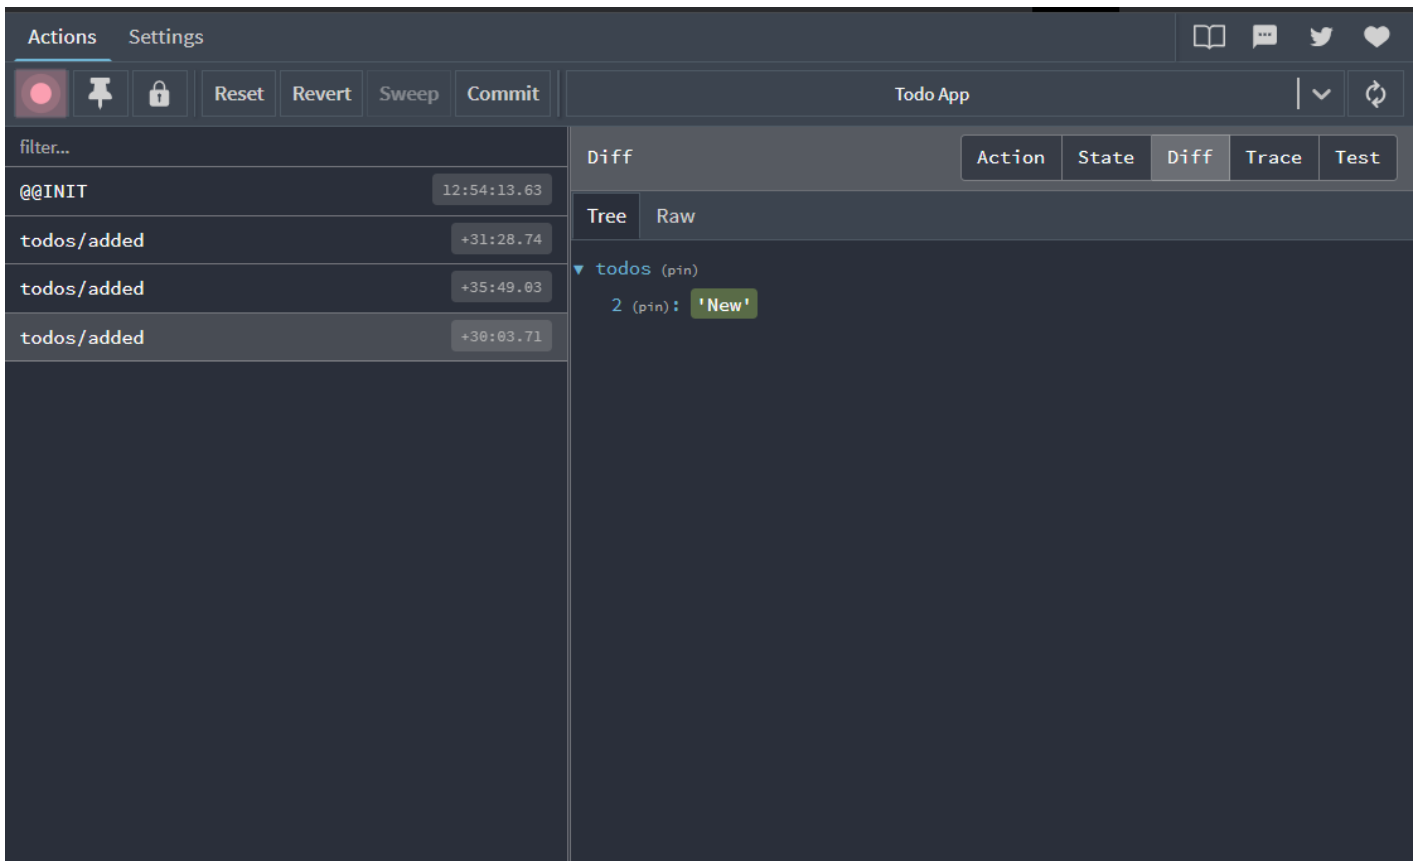 Actions Settings
Reset Revert Sweep Commit Todo App
filter...
@@INIT 12:54:13.63
todos/added +31:28.74
todos/added +35:49.03
todos/added +30:03.71
Diff Action State Diff Trace Test
Tree Raw
todos (pin)
2 (pin): 'New'